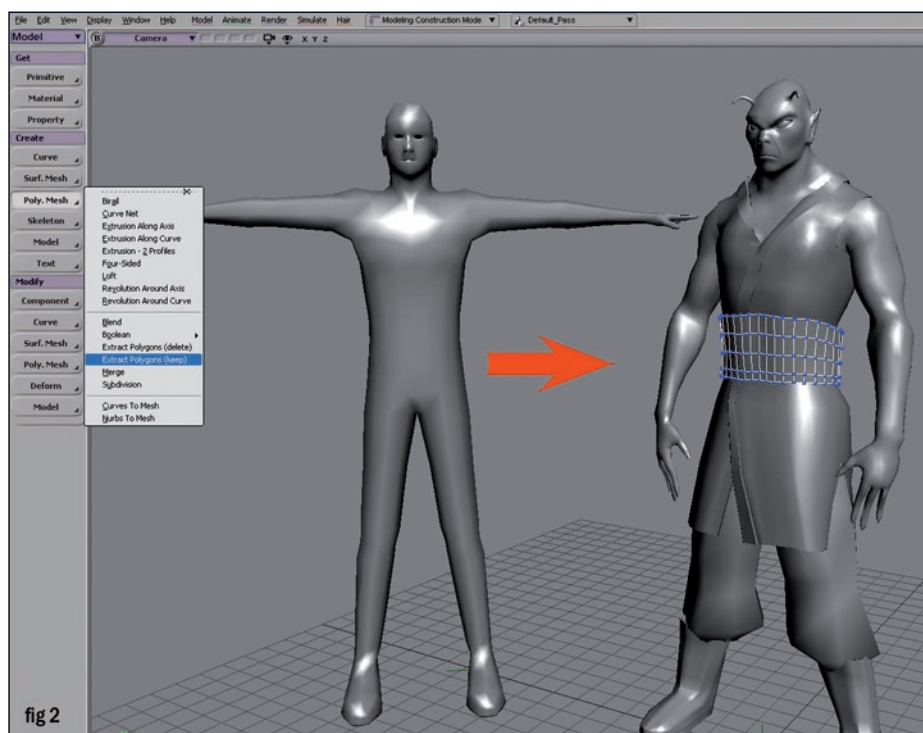 File Edit View Display Window Help Model Animate Render Simulate Hair Modeling Construction Mode Default_Pass
Model B Camera X Y Z
Get
Primitive
Material
Property
Create
Curve
Surf. Mesh
Poly. Mesh
Skeleton
Model
Text
Modify
Component
Curve
Surf. Mesh
Poly. Mesh
Deform
Model
Birail
Curve Net
Extrusion Along Axis
Extrusion Along Curve
Extrusion - 2 Profiles
Four-Sided
Loft
Revolution Around Axis
Revolution Around Curve
Blend
Boolean
Extract Polygons (delete)
Extract Polygons (keep)
Merge
Subdivision
Curves To Mesh
Nurbs To Mesh
fig 2